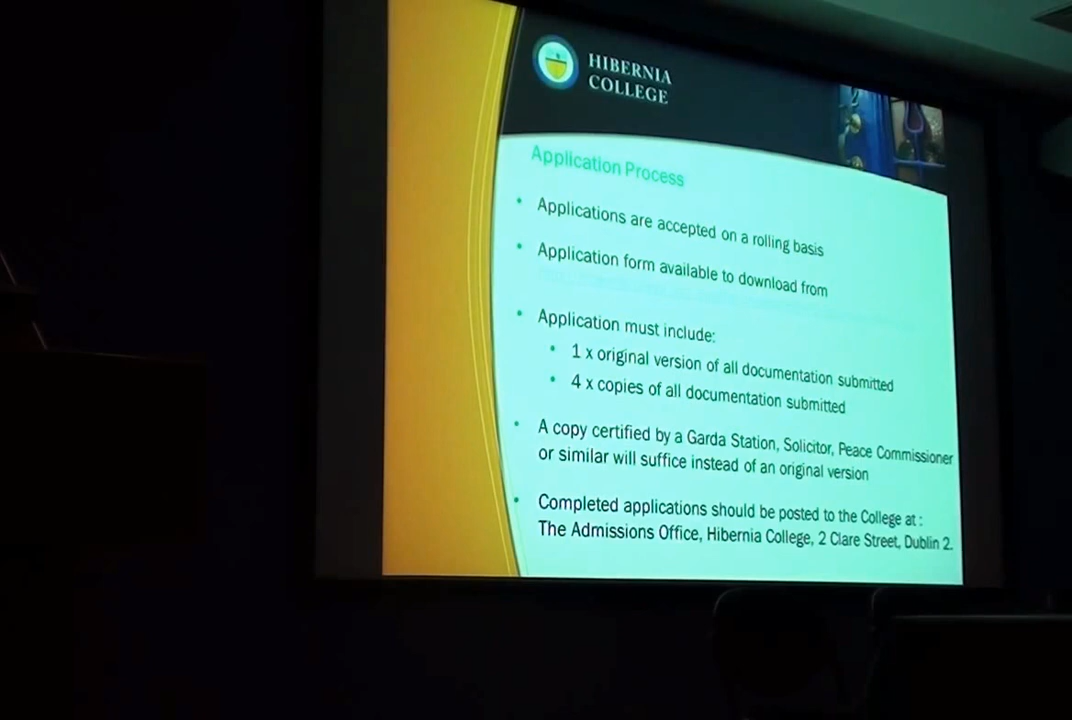 HIBERNIA
COLLEGE
Application Process
• Applications are accepted on a rolling basis
• Application form available to download from
• Application must include:
• 1 x original version of all documentation submitted
• 4 x copies of all documentation submitted
• A copy certified by a Garda Station, Solicitor, Peace Commissioner
or similar will suffice instead of an original version
• Completed applications should be posted to the College at :
The Admissions Office, Hibernia College, 2 Clare Street, Dublin 2.